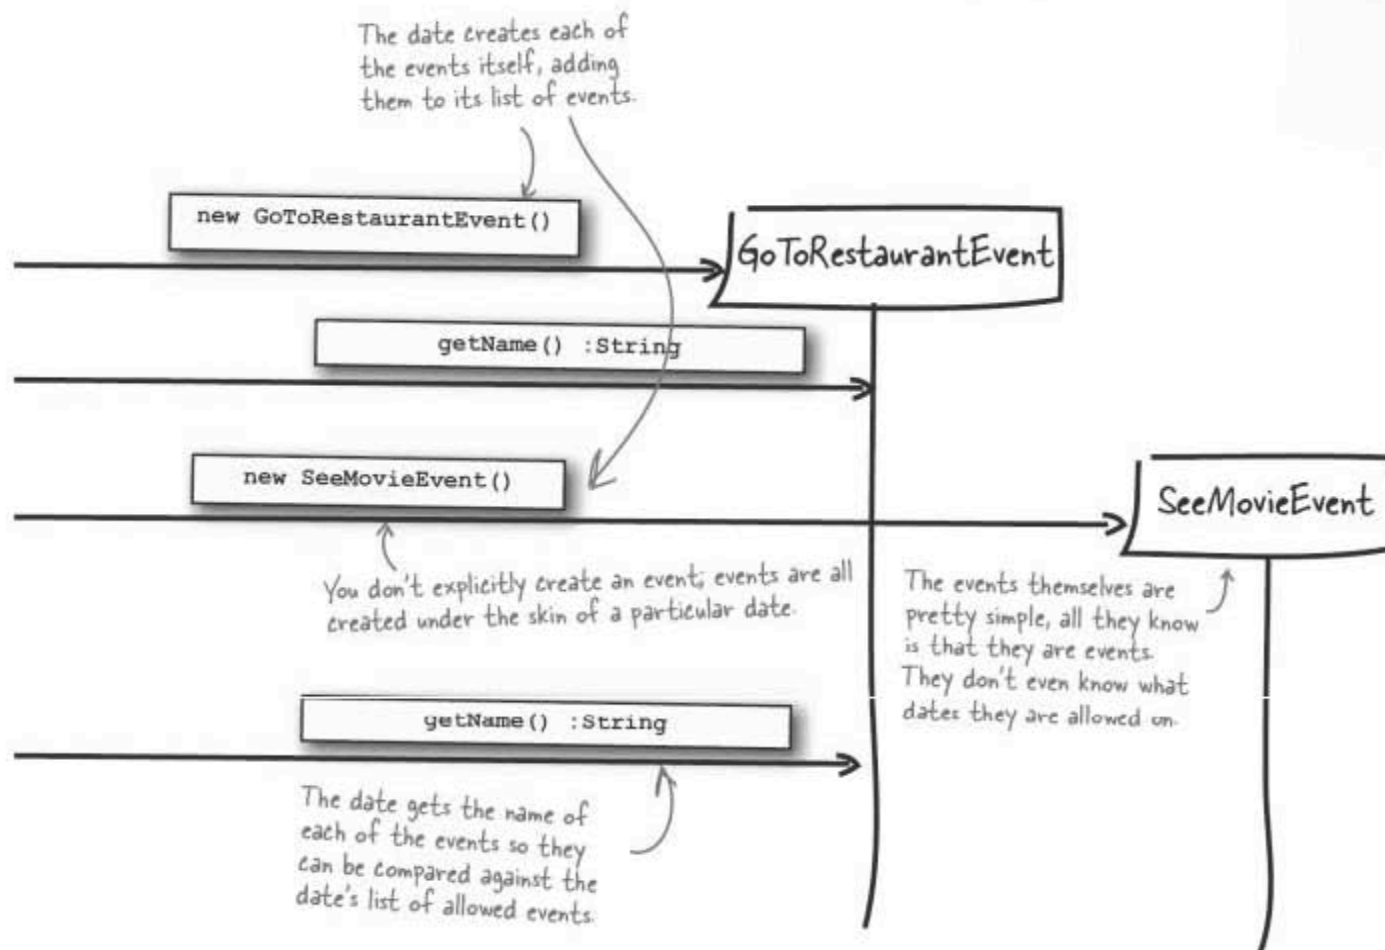 The date creates each of
the events itself, adding
them to its list of events.
new GoToRestaurantEvent()
GoToRestaurantEvent
getName() :String
new SeeMovieEvent()
SeeMovieEvent
You don't explicitly create an event; events are all
created under the skin of a particular date.
The events themselves are
pretty simple, all they know
is that they are events.
They don't even know what
dates they are allowed on.
getName() :String
The date gets the name of
each of the events so they
can be compared against the
date's list of allowed events.